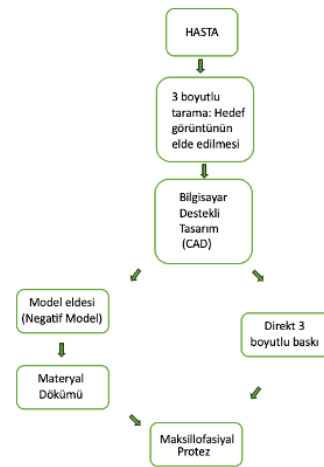 HASTA
3 boyutlu
tarama: Hedef
görüntünün
elde edilmesi
Bilgisayar
Destekli
Tasarım
(CAD)
Model eldesi
(Negatif Model)
Direkt 3
boyutlu baskı
Materyal
Dökümü
Maksillofasiyal
Protez